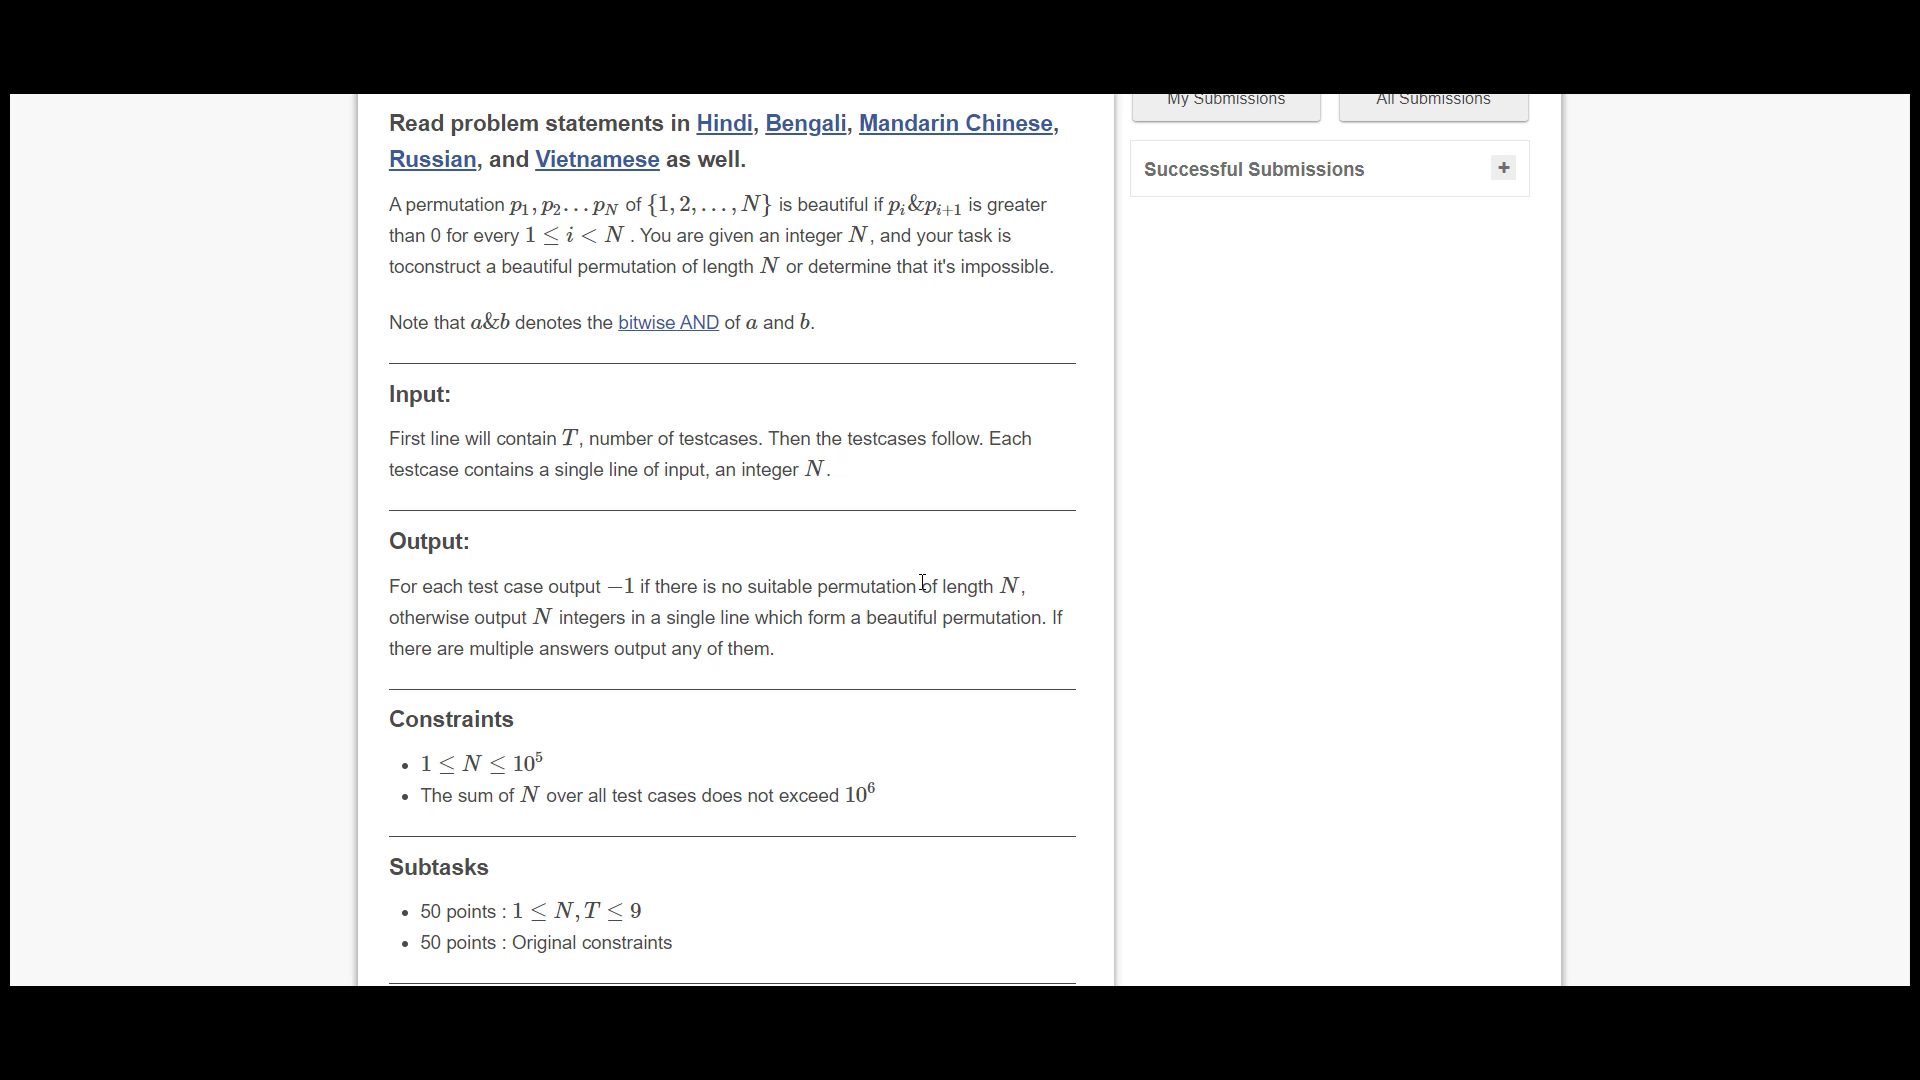 My Submissions
All Submissions
Read problem statements in Hindi, Bengali, Mandarin Chinese,
Russian, and Vietnamese as well.
Successful Submissions
+
A permutation p₁, p₂ ... p_N of {1, 2, ..., N} is beautiful if p_i&p_{i+1} is greater
than 0 for every 1 ≤ i < N . You are given an integer N, and your task is
toconstruct a beautiful permutation of length N or determine that it's impossible.
Note that a&b denotes the bitwise AND of a and b.
Input:
First line will contain T, number of testcases. Then the testcases follow. Each
testcase contains a single line of input, an integer N.
Output:
For each test case output −1 if there is no suitable permutation of length N,
otherwise output N integers in a single line which form a beautiful permutation. If
there are multiple answers output any of them.
Constraints
• 1 ≤ N ≤ 10⁵
• The sum of N over all test cases does not exceed 10⁶
Subtasks
• 50 points : 1 ≤ N, T ≤ 9
• 50 points : Original constraints